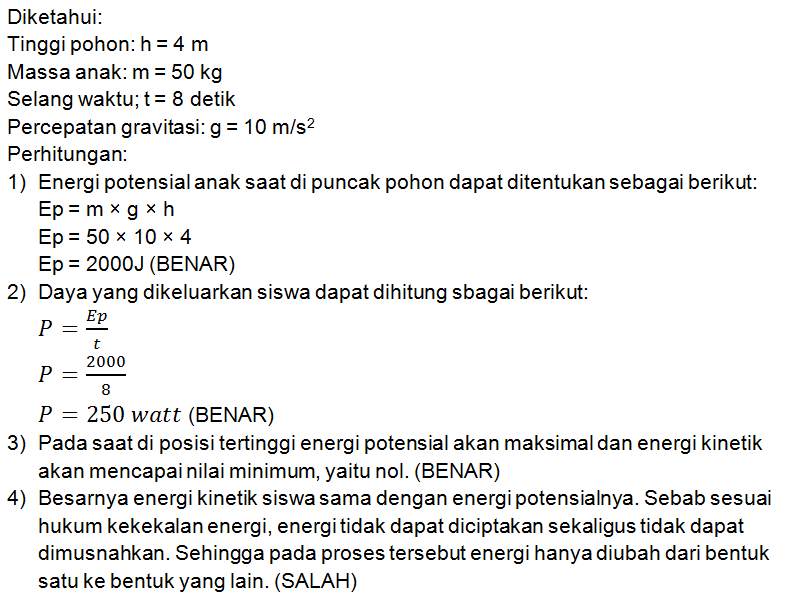 Diketahui:
Tinggi pohon: h = 4 m
Massa anak: m = 50 kg
Selang waktu; t = 8 detik
Percepatan gravitasi: g = 10 m/s²
Perhitungan:
1) Energi potensial anak saat di puncak pohon dapat ditentukan sebagai berikut:
Ep = m × g × h
Ep = 50 × 10 × 4
Ep = 2000J (BENAR)
2) Daya yang dikeluarkan siswa dapat dihitung sbagai berikut:
P = Ep/t
P = 2000/8
P = 250 watt (BENAR)
3) Pada saat di posisi tertinggi energi potensial akan maksimal dan energi kinetik
akan mencapai nilai minimum, yaitu nol. (BENAR)
4) Besarnya energi kinetik siswa sama dengan energi potensialnya. Sebab sesuai
hukum kekekalan energi, energi tidak dapat diciptakan sekaligus tidak dapat
dimusnahkan. Sehingga pada proses tersebut energi hanya diubah dari bentuk
satu ke bentuk yang lain. (SALAH)